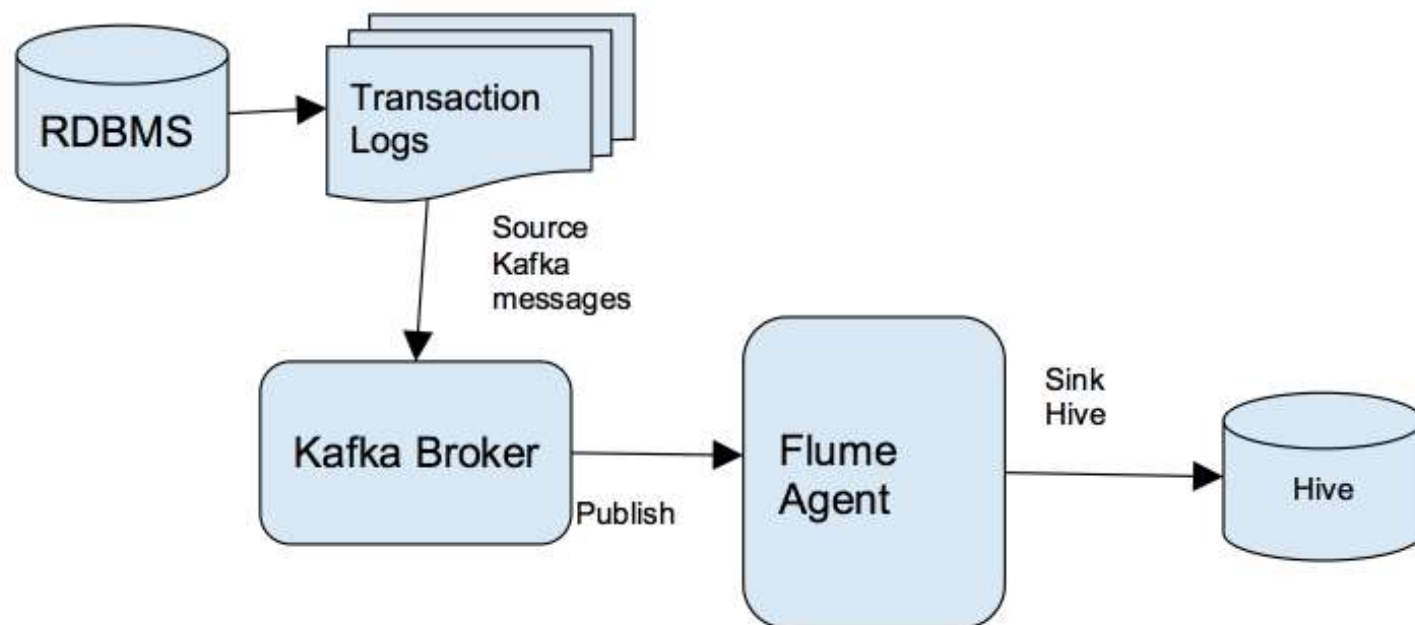 RDBMS
Transaction
Logs
Source
Kafka
messages
Kafka Broker
Publish
Flume
Agent
Sink
Hive
Hive